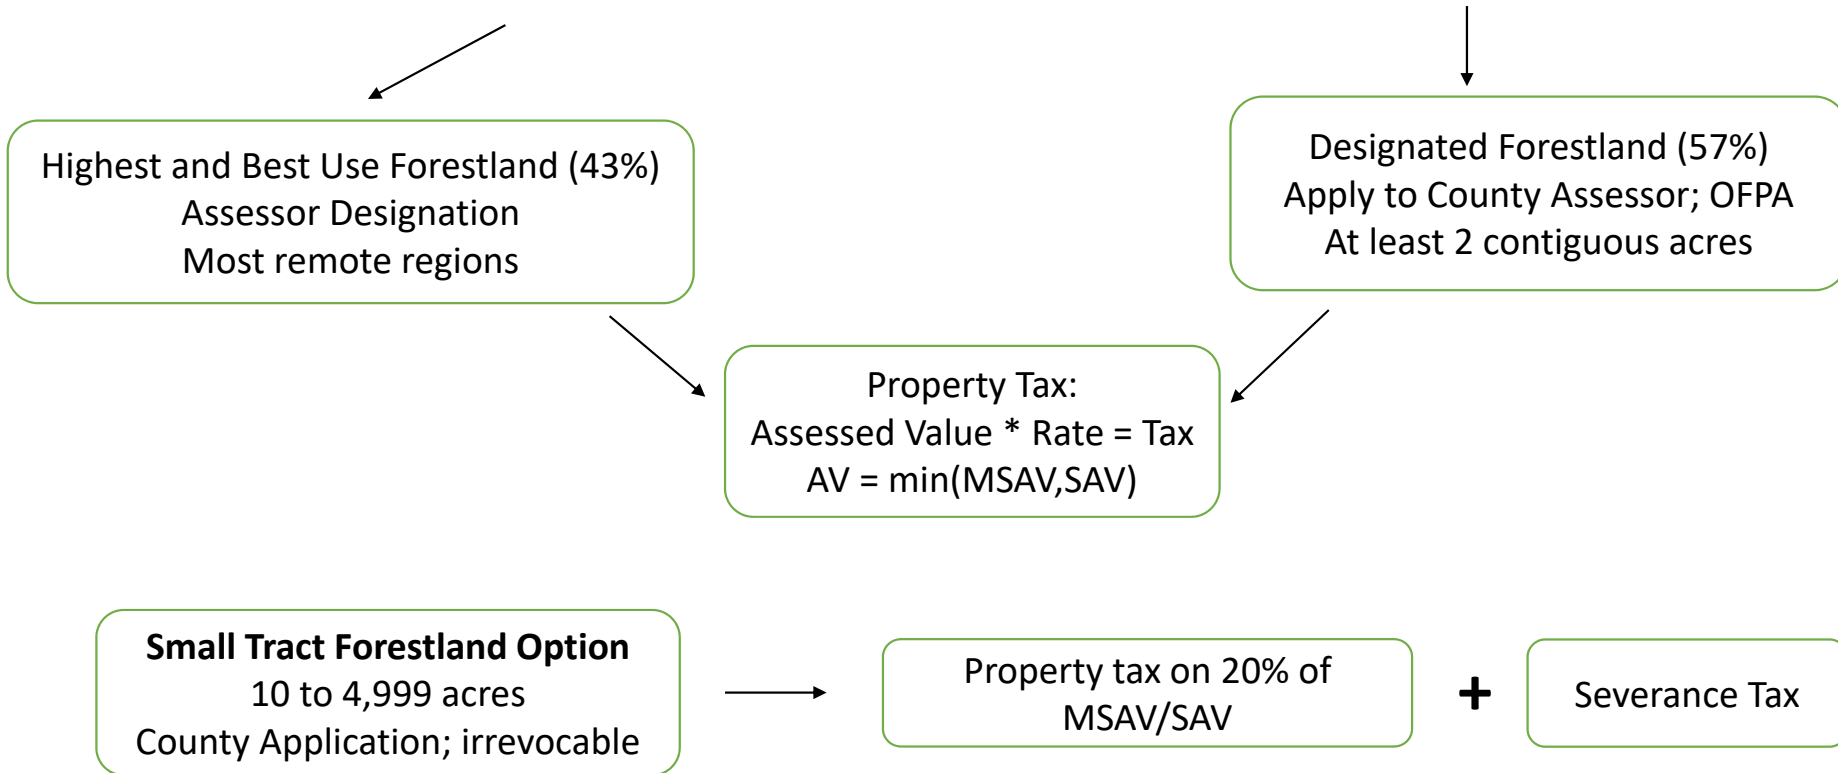 Highest and Best Use Forestland (43%)
Assessor Designation
Most remote regions
Designated Forestland (57%)
Apply to County Assessor; OFPA
At least 2 contiguous acres
Property Tax:
Assessed Value * Rate = Tax
AV = min(MSAV,SAV)
Small Tract Forestland Option
10 to 4,999 acres
County Application; irrevocable
Property tax on 20% of
MSAV/SAV
+
Severance Tax